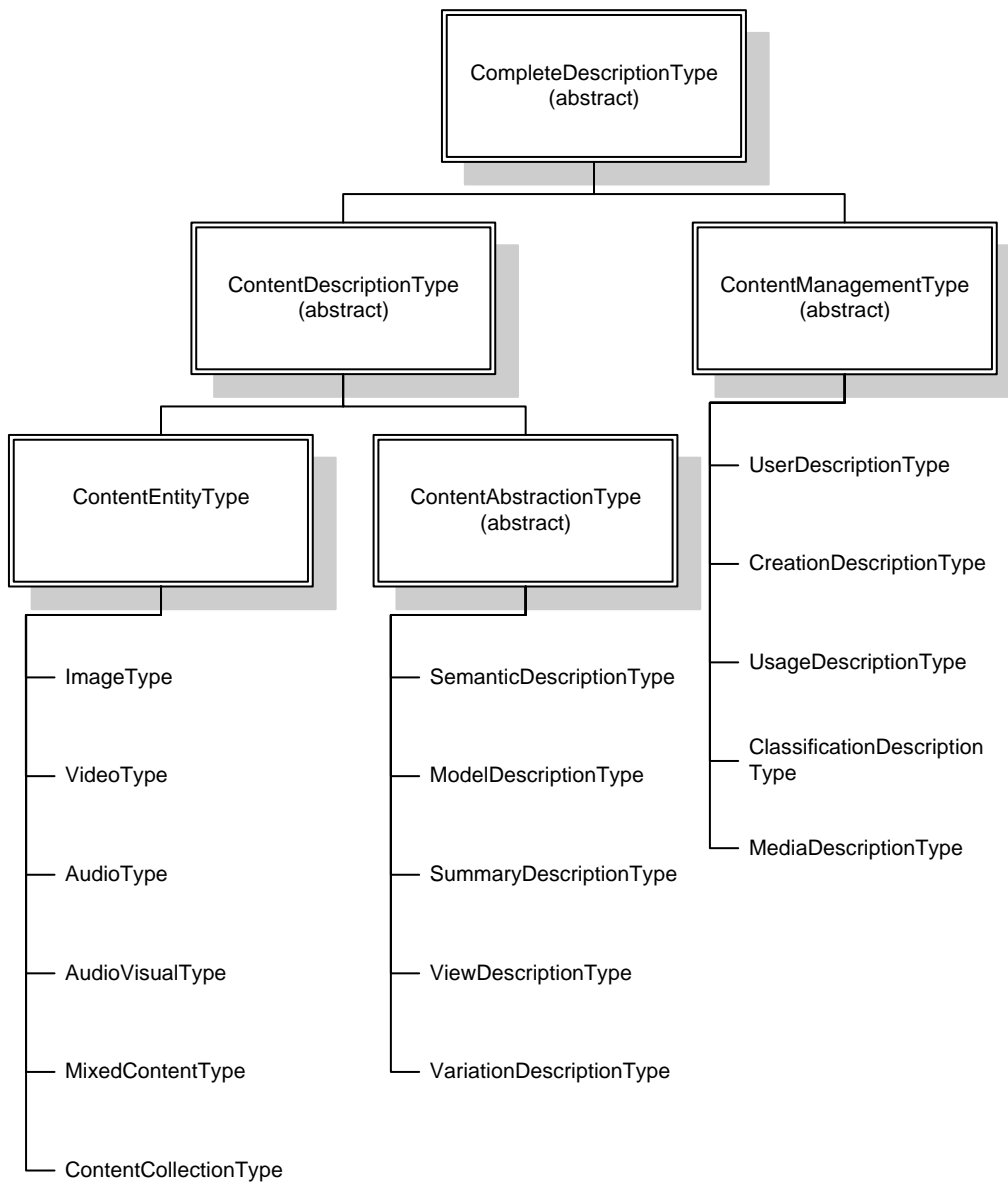 CompleteDescriptionType
(abstract)
ContentDescriptionType
(abstract)
ContentManagementType
(abstract)
ContentEntityType
ContentAbstractionType
(abstract)
UserDescriptionType
CreationDescriptionType
UsageDescriptionType
ClassificationDescription
Type
MediaDescriptionType
ImageType
VideoType
AudioType
AudioVisualType
MixedContentType
ContentCollectionType
SemanticDescriptionType
ModelDescriptionType
SummaryDescriptionType
ViewDescriptionType
VariationDescriptionType